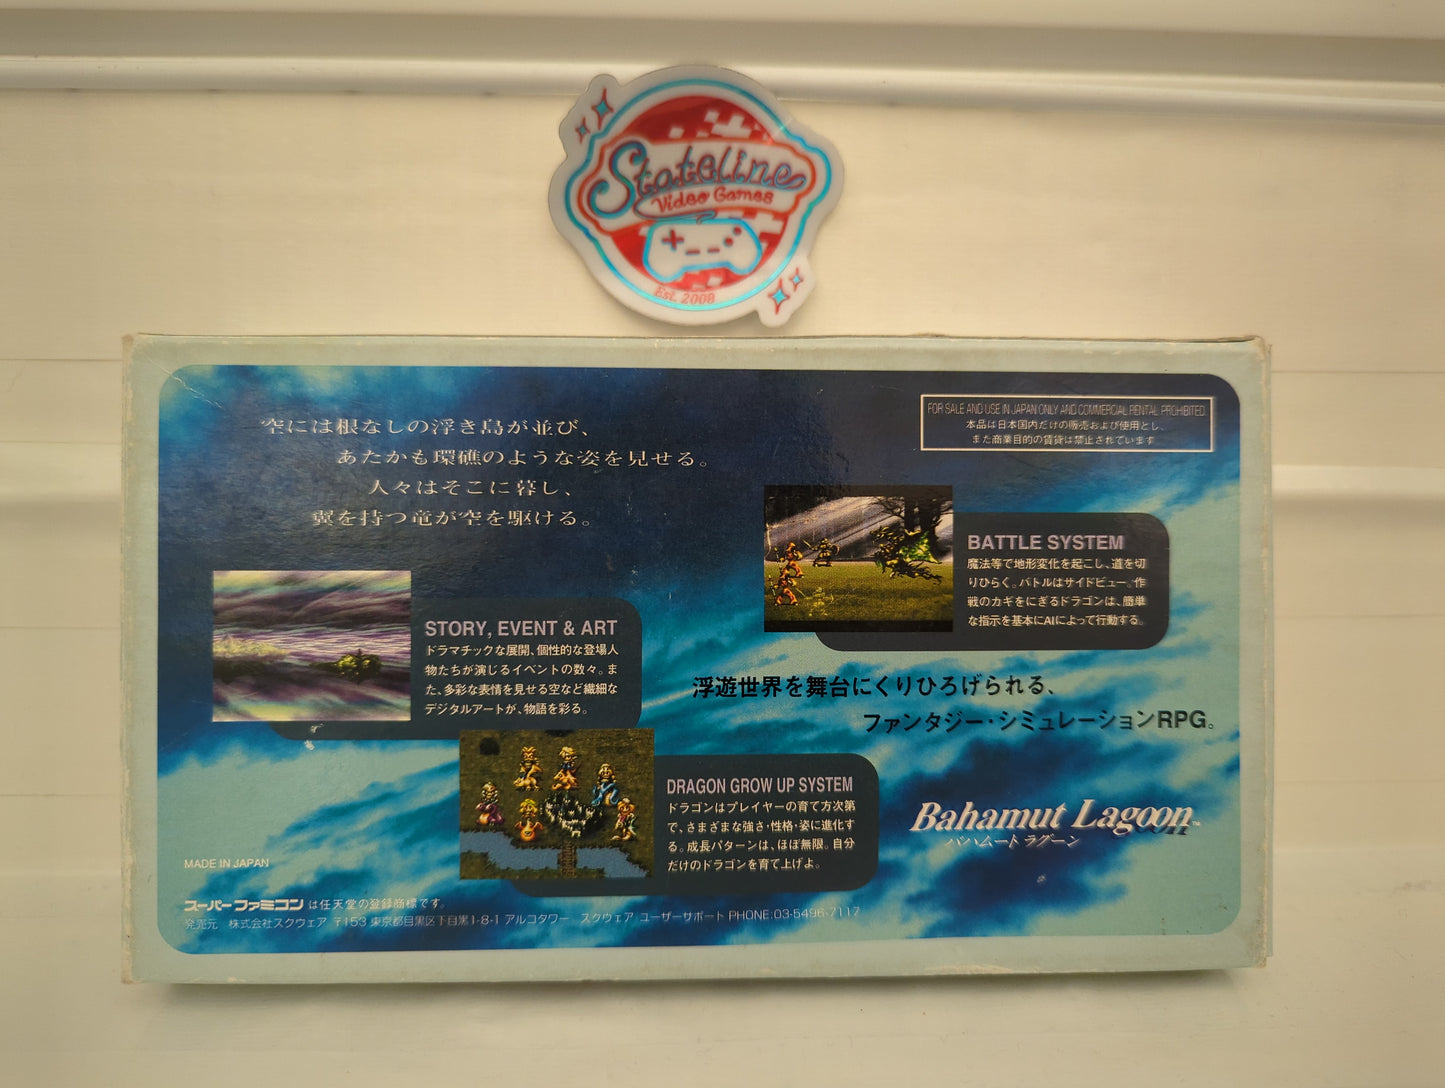 Stateline
Video Games
Est. 2008
空には根なしの浮き島が並び、
あたかも環礁のような姿を見せる。
人々はそこに暮し、
翼を持つ竜が空を駆ける。
FOR SALE AND USE IN JAPAN ONLY AND COMMERCIAL RENTAL PROHIBITED.
本品は日本国内だけの販売および使用とし、
また商業目的の賃貸は禁止されています
BATTLE SYSTEM
魔法等で地形変化を起こし、道を切
りひらく。バトルはサイドビュー。作
戦のカギをにぎるドラゴンは、簡単
な指示を基本にAIによって行動する。
STORY, EVENT & ART
ドラマチックな展開、個性的な登場人
物たちが演じるイベントの数々。ま
た、多彩な表情を見せる空など繊細な
デジタルアートが、物語を彩る。
浮遊世界を舞台にくりひろげられる、
ファンタジー・シミュレーションRPG。
DRAGON GROW UP SYSTEM
ドラゴンはプレイヤーの育て方次第
で、さまざまな強さ・性格・姿に進化す
る。成長パターンは、ほぼ無限。自分
だけのドラゴンを育て上げよ。
Bahamut Lagoon™
バハムート ラグーン
MADE IN JAPAN
スーパーファミコン は任天堂の登録商標です。
発売元 株式会社スクウェア 〒153 東京都目黒区下目黒1-8-1 アルコタワー スクウェア ユーザーサポート PHONE:03-5496-7117